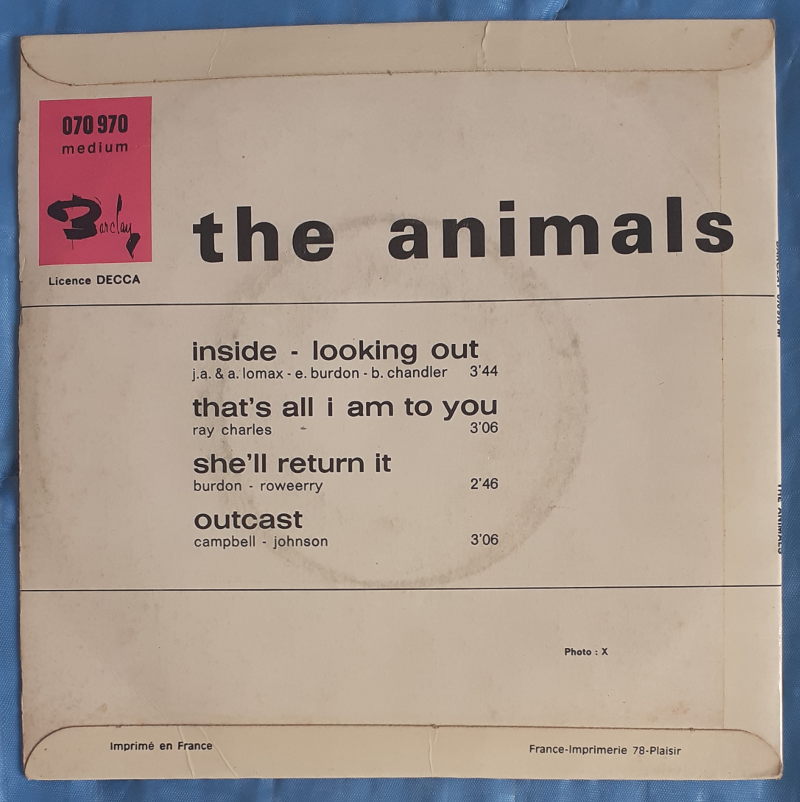 070 970
medium
Barclay
Licence DECCA
the animals
inside - looking out
j.a. & a. lomax - e. burdon - b. chandler 3'44
that's all i am to you
ray charles 3'06
she'll return it
burdon - roweerry 2'46
outcast
campbell - johnson 3'06
Photo : X
Imprimé en France
France-Imprimerie 78-Plaisir
THE ANIMALS